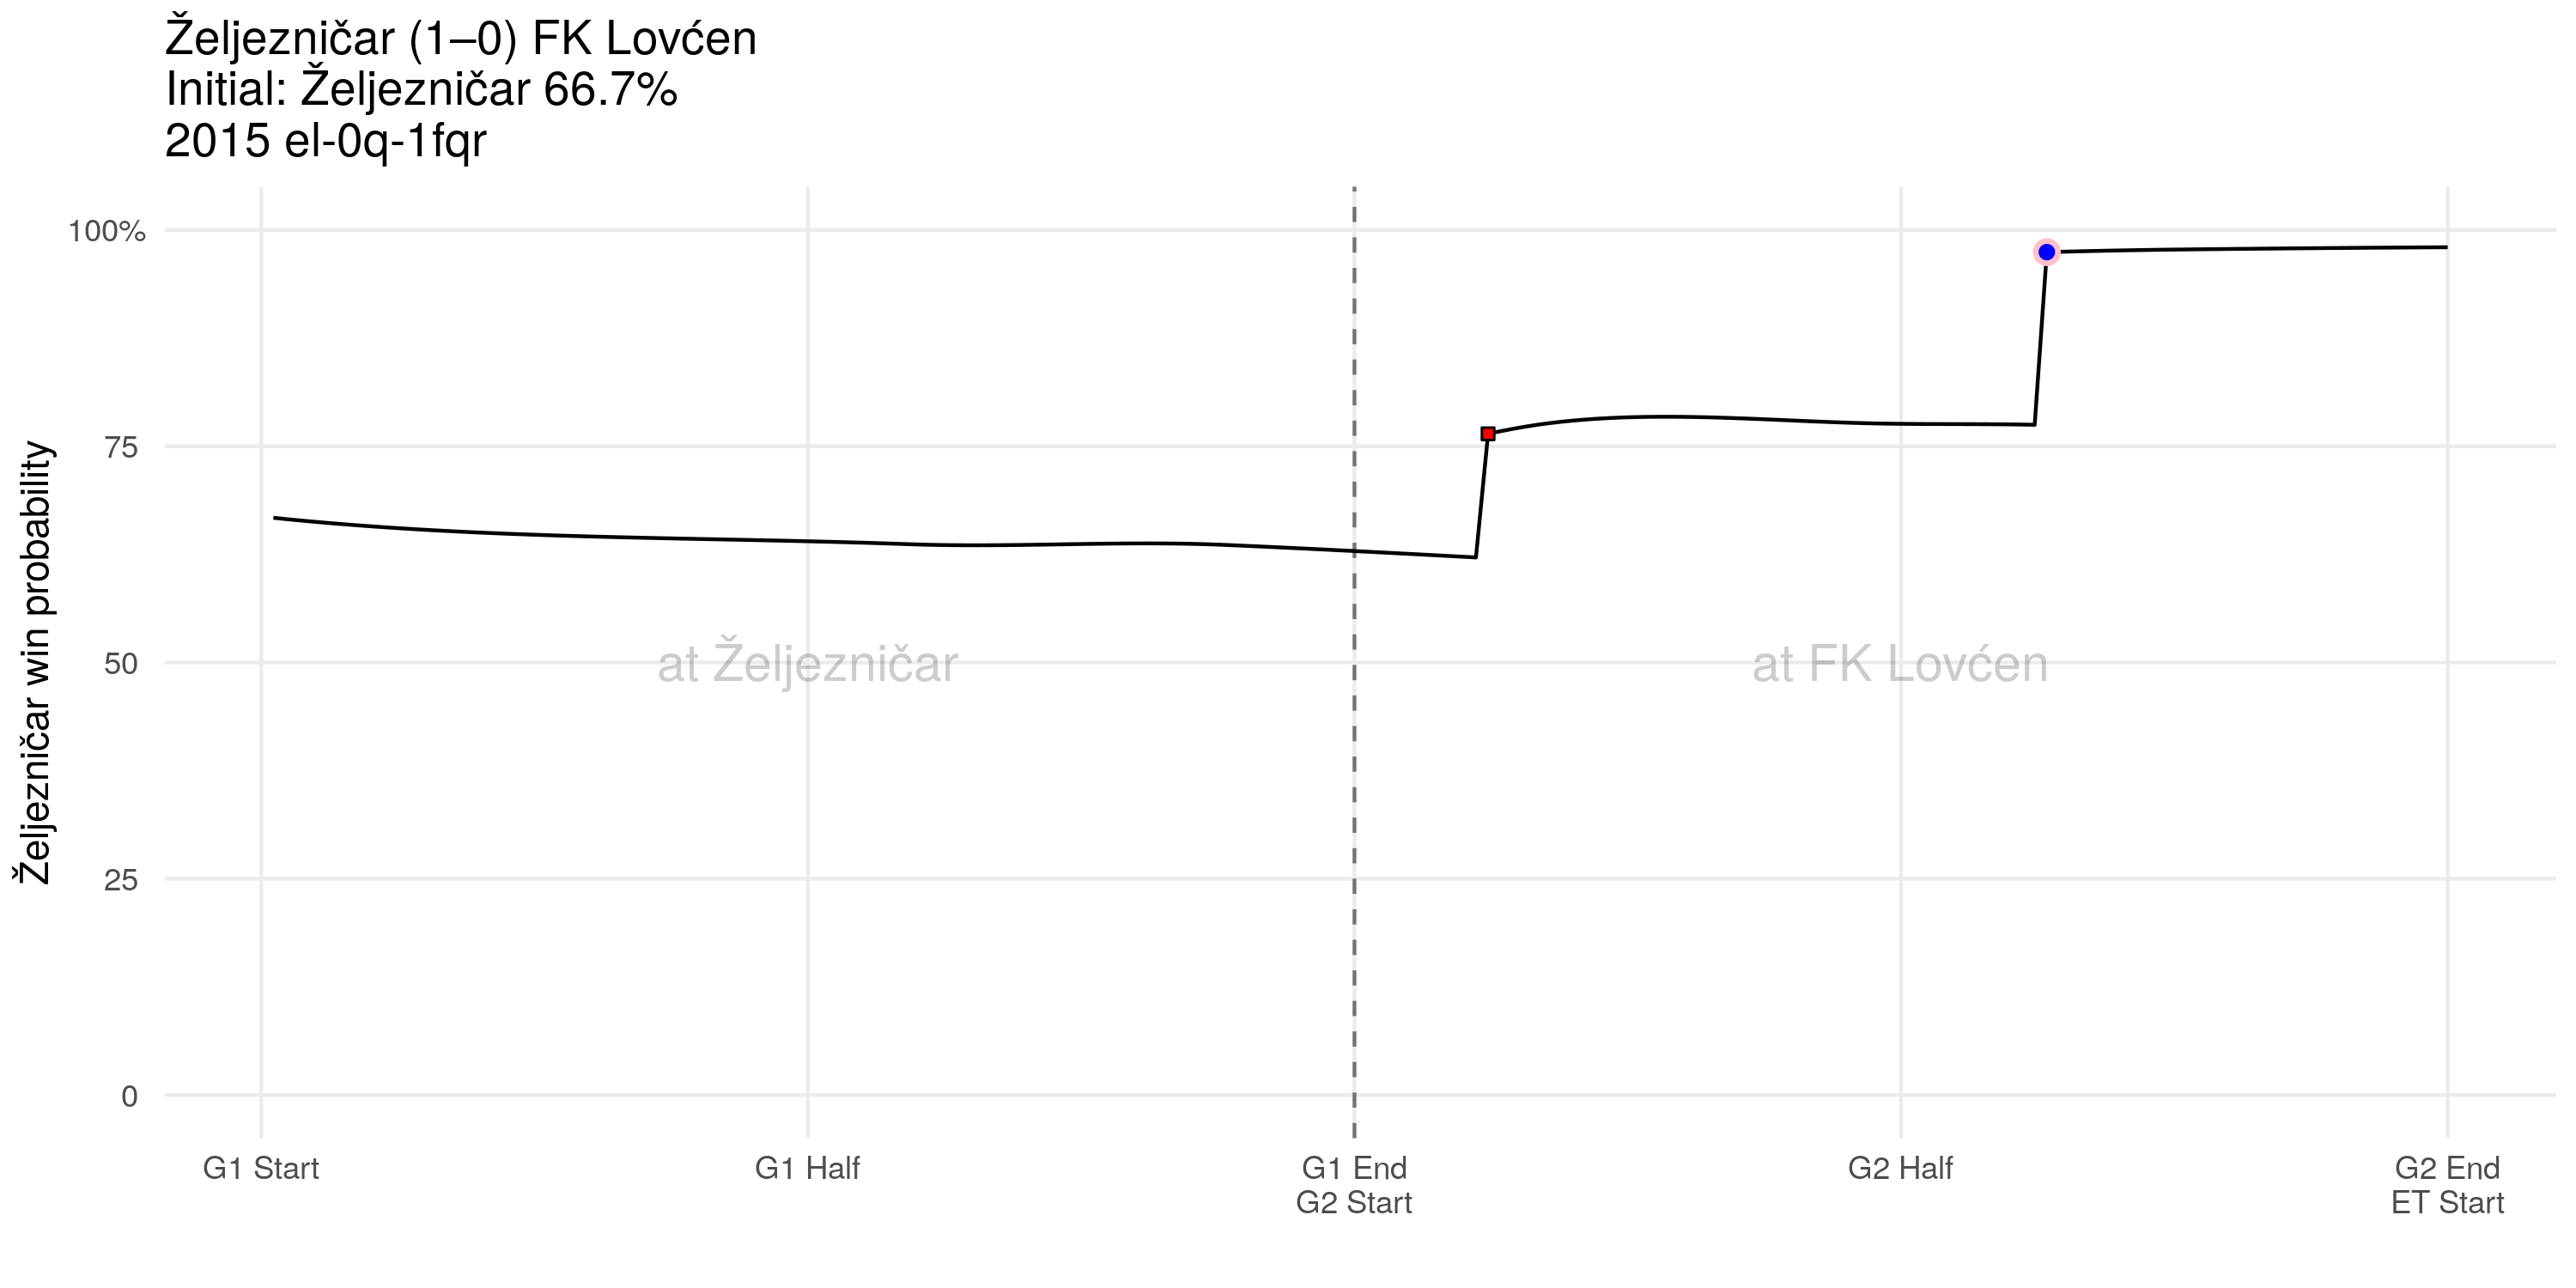 Željezničar (1–0) FK Lovćen
Initial: Željezničar 66.7%
2015 el-0q-1fqr
Željezničar win probability
100%
75
50
25
0
at Željezničar
at FK Lovćen
G1 Start
G1 Half
G1 End
G2 Start
G2 Half
G2 End
ET Start